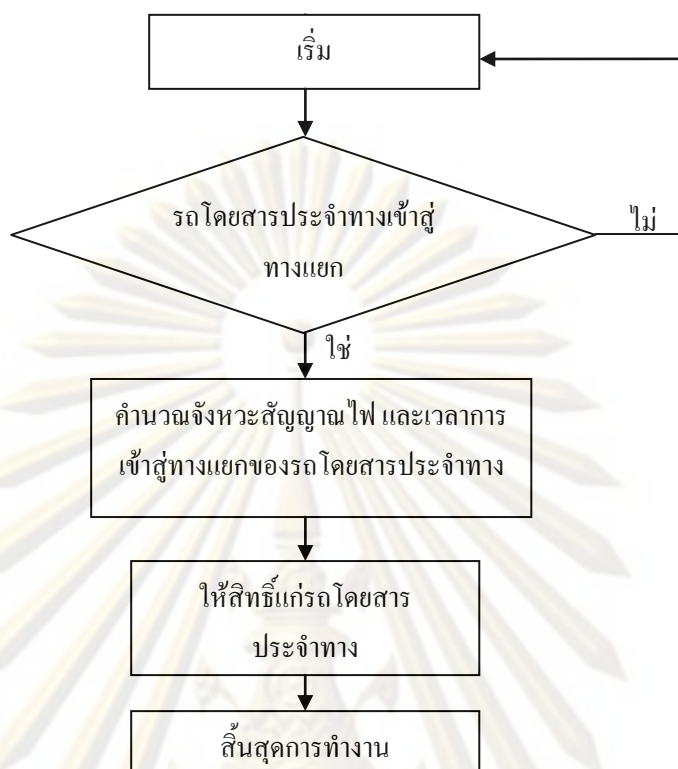 เริ่ม
รถโดยสารประจำทางเข้าสู่
ทางแยก
ไม่
ใช่
คำนวณจังหวะสัญญาณไฟ และเวลาการ
เข้าสู่ทางแยกของรถโดยสารประจำทาง
ให้สิทธิ์แก่รถโดยสาร
ประจำทาง
สิ้นสุดการทำงาน